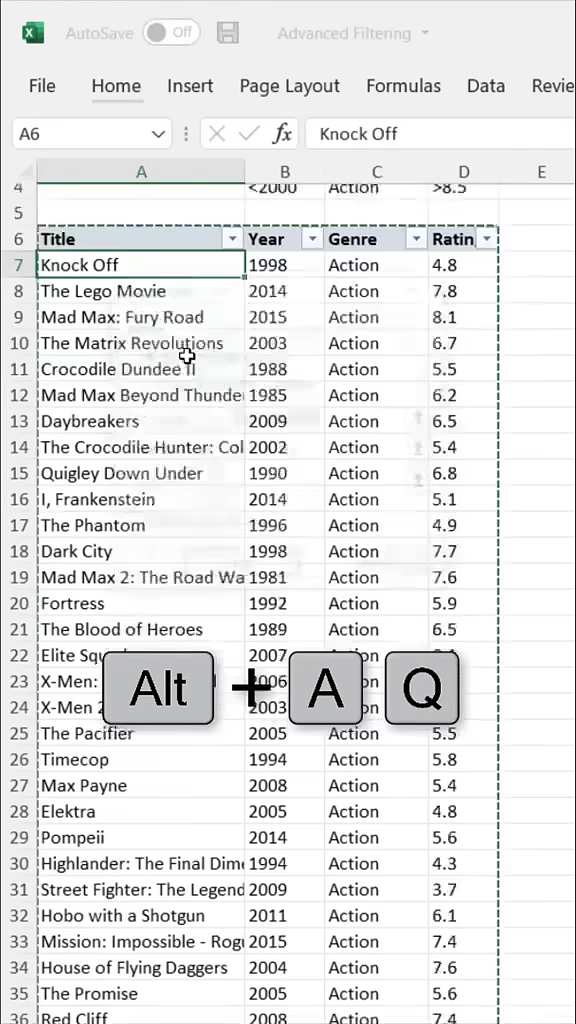 AutoSave Off Advanced Filtering
File Home Insert Page Layout Formulas Data Revie
A6 fx Knock Off
A B C D E
4 <2000 Action >8.5
5
6 Title Year Genre Ratin
7 Knock Off 1998 Action 4.8
8 The Lego Movie 2014 Action 7.8
9 Mad Max: Fury Road 2015 Action 8.1
10 The Matrix Revolutions 2003 Action 6.7
11 Crocodile Dundee II 1988 Action 5.5
12 Mad Max Beyond Thunde 1985 Action 6.2
13 Daybreakers 2009 Action 6.5
14 The Crocodile Hunter: Col 2002 Action 5.4
15 Quigley Down Under 1990 Action 6.8
16 I, Frankenstein 2014 Action 5.1
17 The Phantom 1996 Action 4.9
18 Dark City 1998 Action 7.7
19 Mad Max 2: The Road Wa 1981 Action 7.6
20 Fortress 1992 Action 5.9
21 The Blood of Heroes 1989 Action 6.5
22 Elite 2007 Action
23 X-Men: 2006
24 X-Men 2003
Alt + A Q
25 The Pacifier 2005 Action 5.5
26 Timecop 1994 Action 5.8
27 Max Payne 2008 Action 5.4
28 Elektra 2005 Action 4.8
29 Pompeii 2014 Action 5.6
30 Highlander: The Final Dime 1994 Action 4.3
31 Street Fighter: The Legend 2009 Action 3.7
32 Hobo with a Shotgun 2011 Action 6.1
33 Mission: Impossible - Rogu 2015 Action 7.4
34 House of Flying Daggers 2004 Action 7.6
35 The Promise 2005 Action 5.6
36 Red Cliff 2008 Action 7.4